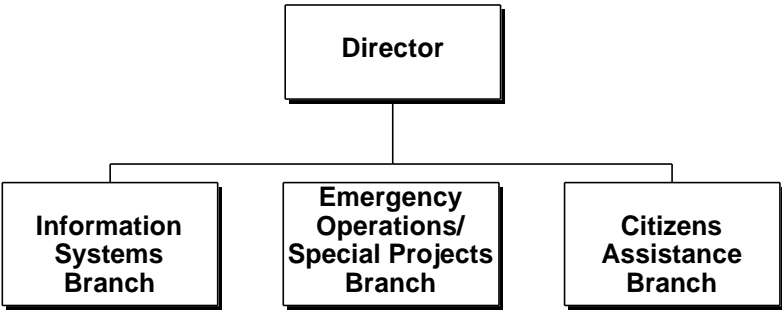 Director
Information
Systems
Branch
Emergency
Operations/
Special Projects
Branch
Citizens
Assistance
Branch